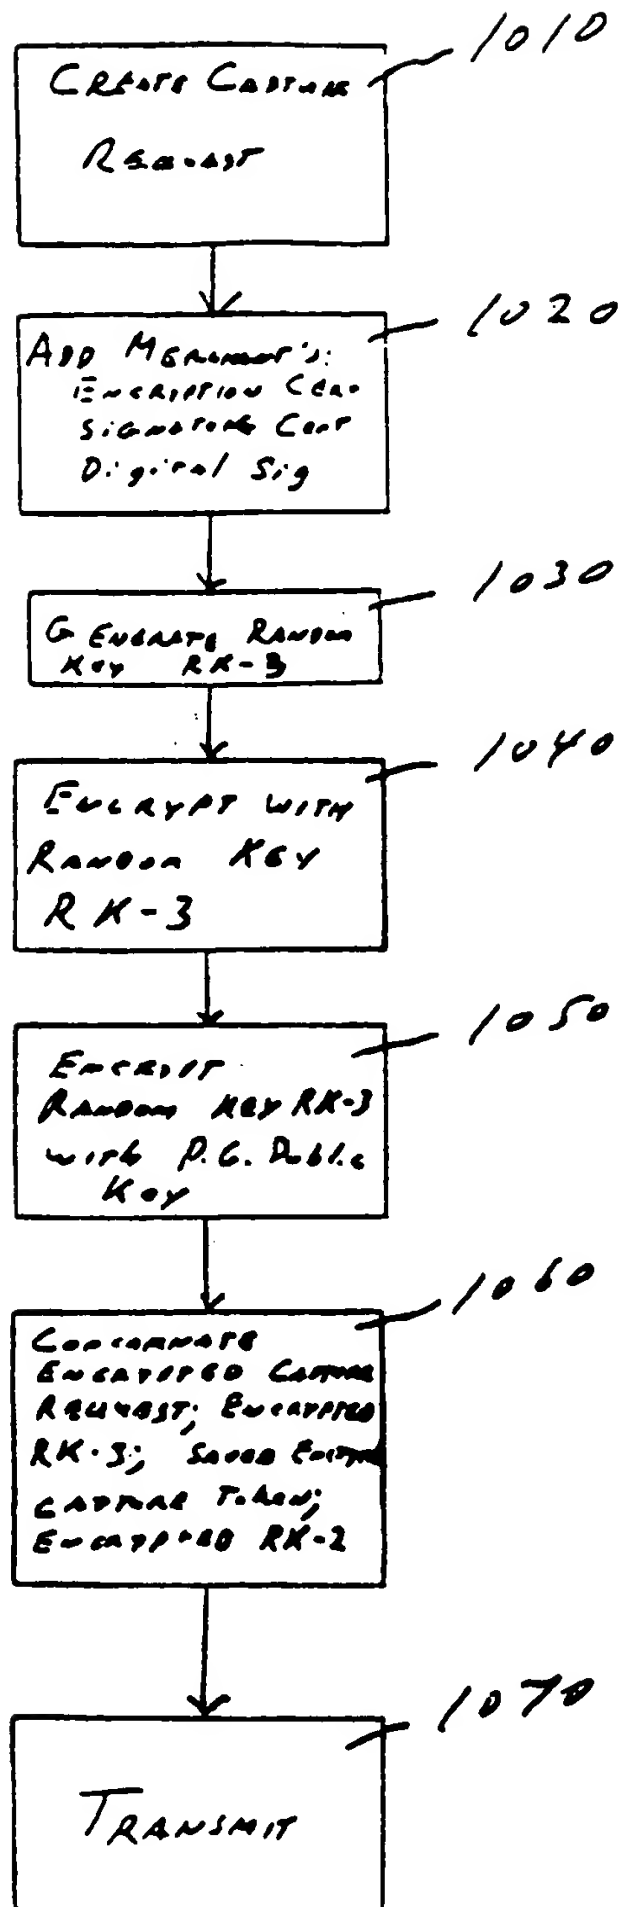 1010
CREATE CAPTURE
REQUEST
1020
ADD MERCHANT'S:
ENCRYPTION CERT
SIGNATURE CERT
Digital Sig
1030
GENERATE RANDOM
KEY RK-3
1040
ENCRYPT WITH
RANDOM KEY
RK-3
1050
ENCRYPT
RANDOM KEY RK-3
WITH P.G. Public
Key
1060
CONCATENATE
ENCRYPTED CAPTURE
REQUEST; ENCRYPTED
RK-3; SAVED
CAPTURE TOKEN;
ENCRYPTED RK-2
1070
TRANSMIT